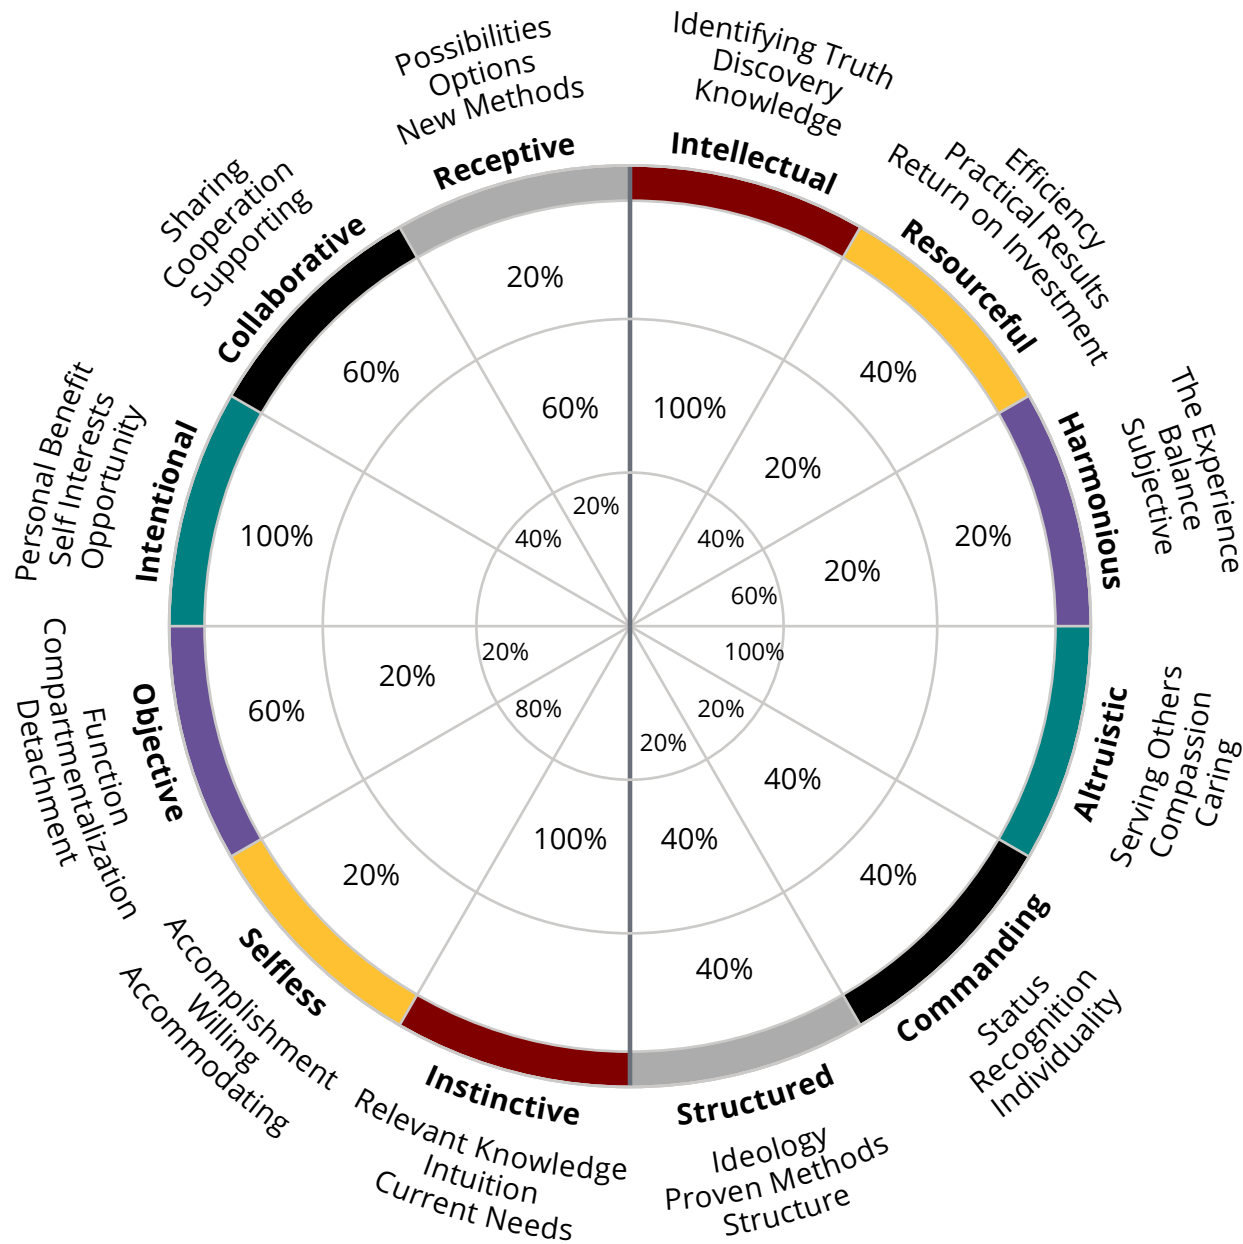 Identifying Truth
Discovery
Knowledge
Intellectual
100%
Efficiency
Practical Results
Return on Investment
Resourceful
40%
20%
40%
The Experience
Balance
Subjective
Harmonious
20%
20%
60%
Serving Others
Compassion
Caring
Altruistic
100%
Status
Recognition
Individuality
Commanding
40%
40%
20%
Ideology
Proven Methods
Structure
Structured
40%
40%
20%
Relevant Knowledge
Intuition
Current Needs
Instinctive
100%
Accomplishment
Willing
Accommodating
Selfless
20%
80%
Function
Compartmentalization
Detachment
Objective
60%
20%
20%
Personal Benefit
Self Interests
Opportunity
Intentional
100%
Sharing
Cooperation
Supporting
Collaborative
60%
40%
Possibilities
Options
New Methods
Receptive
20%
60%
20%